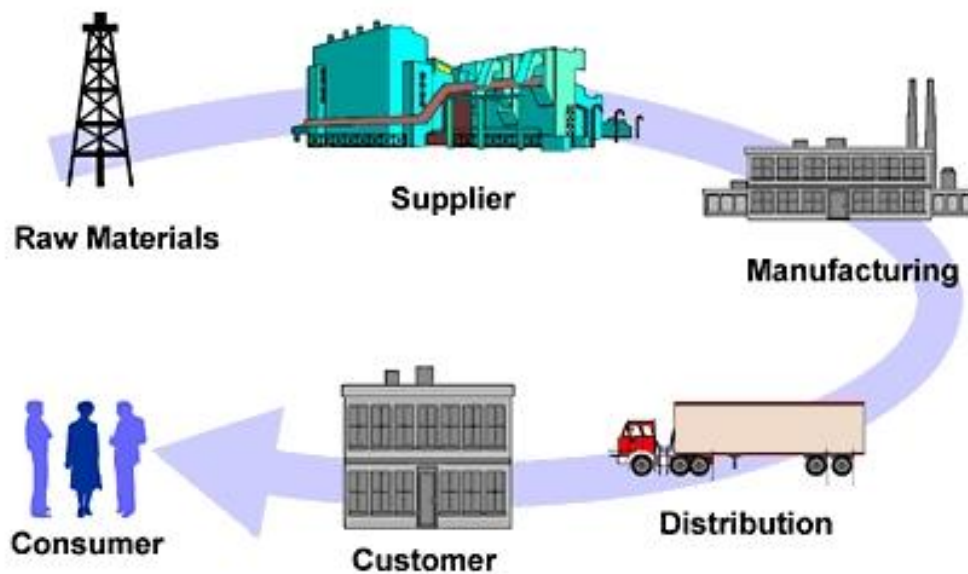 Raw Materials
Supplier
Manufacturing
Distribution
Customer
Consumer